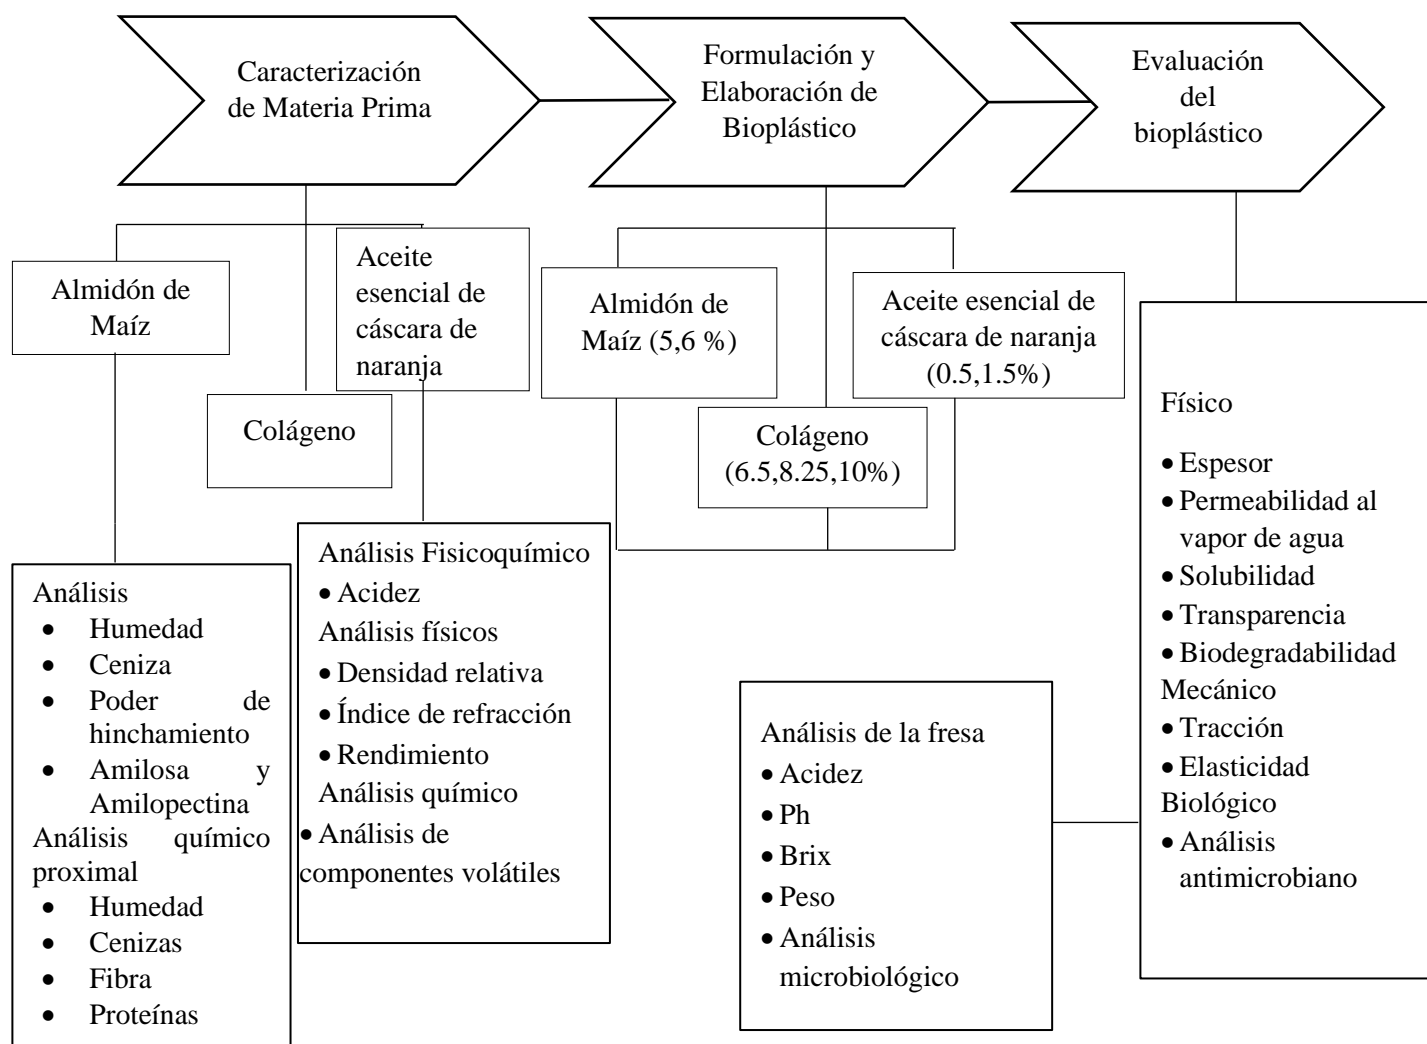 Caracterización
de Materia Prima
Formulación y
Elaboración de
Bioplástico
Evaluación
del
bioplástico
Almidón de
Maíz
Aceite
esencial de
cáscara de
naranja
Colágeno
Almidón de
Maíz (5,6 %)
Aceite esencial de
cáscara de naranja
(0.5,1.5%)
Colágeno
(6.5,8.25,10%)
Análisis
• Humedad
• Ceniza
• Poder de
hinchamiento
• Amilosa y
Amilopectina
Análisis químico
proximal
• Humedad
• Cenizas
• Fibra
• Proteínas
Análisis Fisicoquímico
• Acidez
Análisis físicos
• Densidad relativa
• Índice de refracción
• Rendimiento
Análisis químico
• Análisis de
componentes volátiles
Análisis de la fresa
• Acidez
• Ph
• Brix
• Peso
• Análisis
microbiológico
Físico
• Espesor
• Permeabilidad al
vapor de agua
• Solubilidad
• Transparencia
• Biodegradabilidad
Mecánico
• Tracción
• Elasticidad
Biológico
• Análisis
antimicrobiano